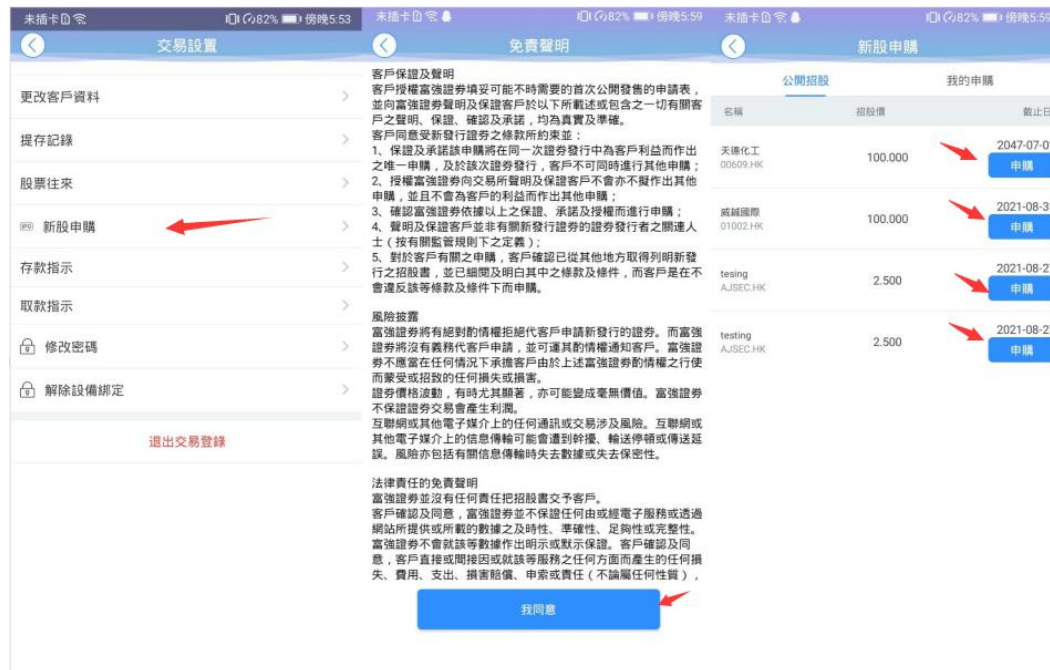 未插卡 82% 傍晚5:53
交易設置
更改客戶資料
提存記錄
股票往來
IPO 新股申購
存款指示
取款指示
修改密碼
解除設備綁定
退出交易登錄
未插卡 82% 傍晚5:59
免責聲明
客戶保證及聲明
客戶授權富強證券填妥可能不時需要的首次公開發售的申請表，
並向富強證券聲明及保證客戶於以下所載述或包含之一切有關客
戶之聲明、保證、確認及承諾，均為真實及準確。
客戶同意受新發行證券之條款所約束並：
1、保證及承諾該申購將在同一次證券發行中為客戶利益而作出
之唯一申購，及於該次證券發行，客戶不可同時進行其他申購；
2、授權富強證券向交易所聲明及保證客戶不會亦不擬作出其他
申購，並且不會為客戶的利益而作出其他申購；
3、確認富強證券依據以上之保證、承諾及授權而進行申購；
4、聲明及保證客戶並非有關新發行證券的證券發行者之關連人
士（按有關監管規則下之定義）；
5、對於客戶有關之申購，客戶確認已從其他地方取得列明新發
行之招股書，並已細閱及明白其中之條款及條件，而客戶是在不
會違反該等條款及條件下而申購。
風險披露
富強證券將有絕對酌情權拒絕代客戶申請新發行的證券。而富強
證券將沒有義務代客戶申請，並可運其酌情權通知客戶。富強證
券不應當在任何情況下承擔客戶由於上述富強證券酌情權之行使
而蒙受或招致的任何損失或損害。
證券價格波動，有時尤其顯著，亦可能變成毫無價值。富強證券
不保證證券交易會產生利潤。
互聯網或其他電子媒介上的任何通訊或交易涉及風險。互聯網或
其他電子媒介上的信息傳輸可能會遭到幹擾、輸送停頓或傳送延
誤。風險亦包括有關信息傳輸時失去數據或失去保密性。
法律責任的免責聲明
富強證券並沒有任何責任把招股書交予客戶。
客戶確認及同意，富強證券並不保證任何由或經電子服務或透過
網站所提供或所載的數據之及時性、準確性、足夠性或完整性。
富強證券不會就該等數據作出明示或默示保證。客戶確認及同
意，客戶直接或間接因或就該等服務之任何方面而產生的任何損
失、費用、支出、損害賠償、申索或責任（不論屬任何性質），
我同意
未插卡 82% 傍晚5:59
新股申購
公開招股 我的申購
名稱 招股價 截止日
天德化工 2047-07-0
00609.HK 100.000 申購
威鋮國際 2021-08-3
01002.HK 100.000 申購
tesing 2021-08-2
AJSEC.HK 2.500 申購
testing 2021-08-2
AJSEC.HK 2.500 申購